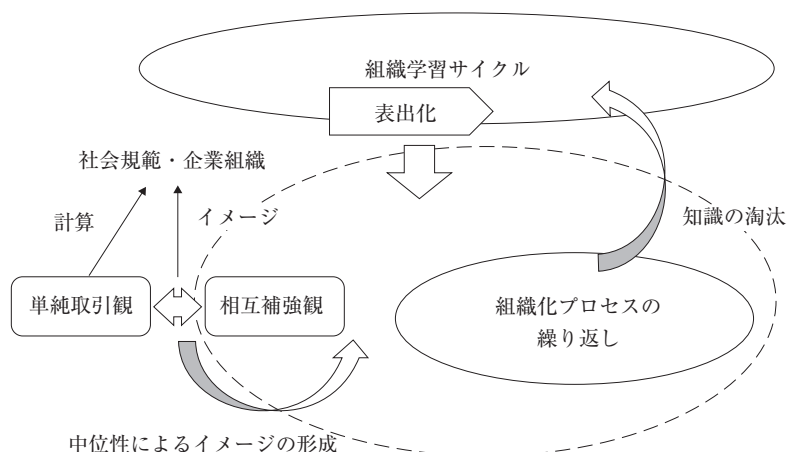 組織学習サイクル
表出化
社会規範・企業組織
計算
イメージ
知識の淘汰
単純取引観
相互補強観
組織化プロセスの
繰り返し
中位性によるイメージの形成